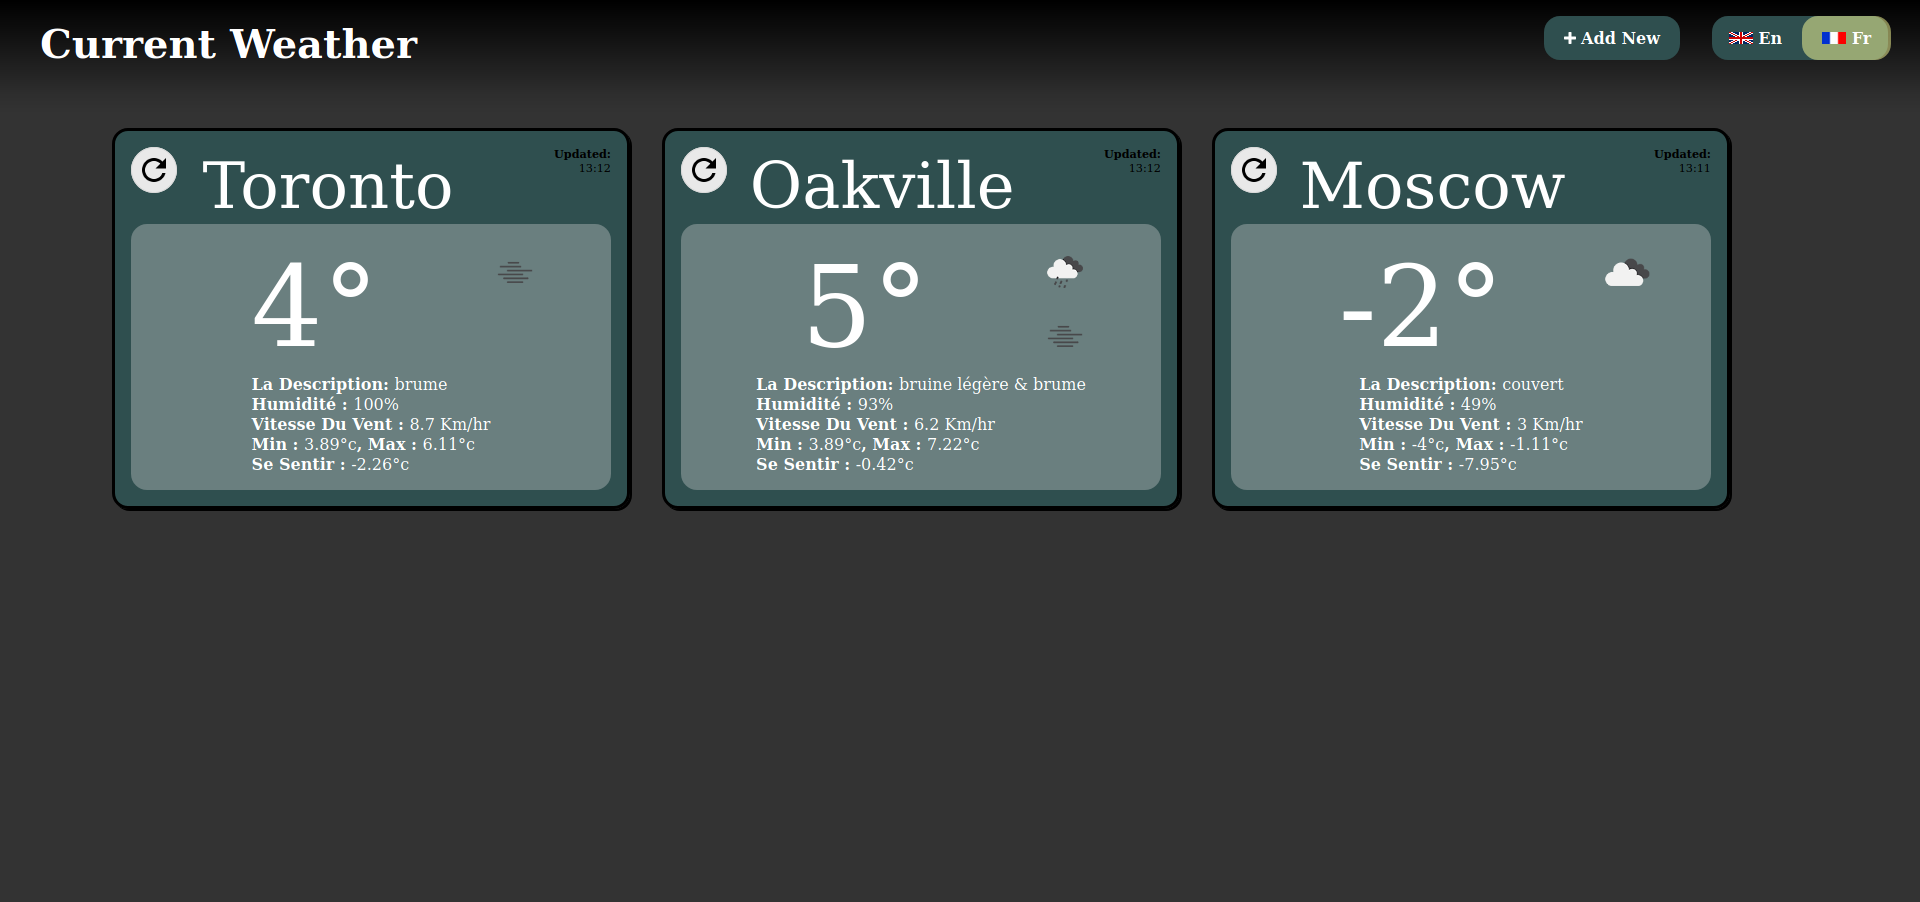 Current Weather
+ Add New
En
Fr
Toronto
Updated:
13:12
4°
La Description: brume
Humidité : 100%
Vitesse Du Vent : 8.7 Km/hr
Min : 3.89°c, Max : 6.11°c
Se Sentir : -2.26°c
Oakville
Updated:
13:12
5°
La Description: bruine légère & brume
Humidité : 93%
Vitesse Du Vent : 6.2 Km/hr
Min : 3.89°c, Max : 7.22°c
Se Sentir : -0.42°c
Moscow
Updated:
13:11
-2°
La Description: couvert
Humidité : 49%
Vitesse Du Vent : 3 Km/hr
Min : -4°c, Max : -1.11°c
Se Sentir : -7.95°c